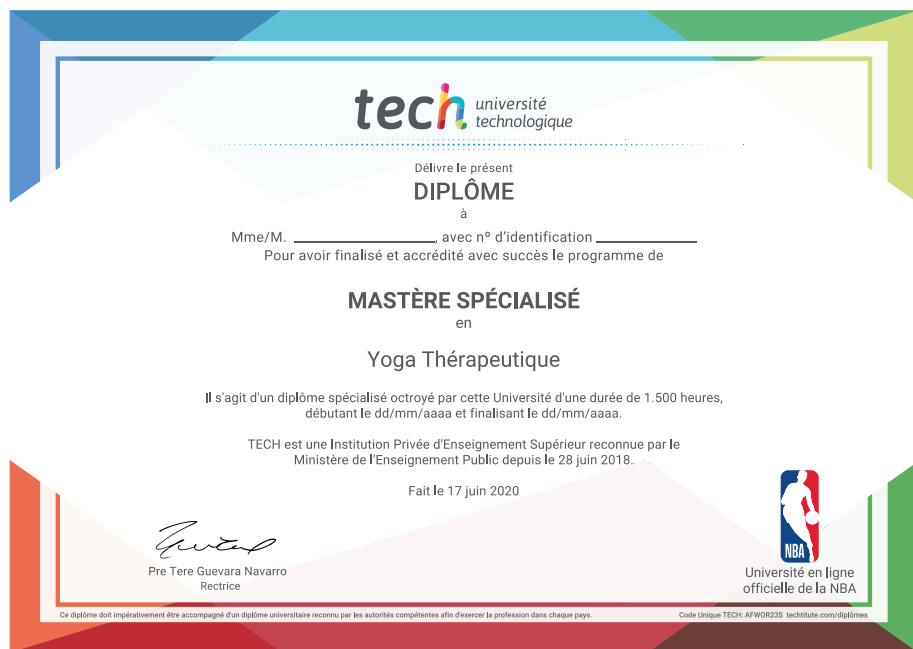 tech université
technologique
Délivre le présent
DIPLÔME
à
Mme/M. ____________________, avec nº d'identification ______________
Pour avoir finalisé et accrédité avec succès le programme de
MASTÈRE SPÉCIALISÉ
en
Yoga Thérapeutique
Il s'agit d'un diplôme spécialisé octroyé par cette Université d'une durée de 1.500 heures,
débutant le dd/mm/aaaa et finalisant le dd/mm/aaaa.
TECH est une Institution Privée d'Enseignement Supérieur reconnue par le
Ministère de l'Enseignement Public depuis le 28 juin 2018.
Fait le 17 juin 2020
Pre Tere Guevara Navarro
Rectrice
NBA
Université en ligne
officielle de la NBA
Ce diplôme doit impérativement être accompagné d'un diplôme universitaire reconnu par les autorités compétentes afin d'exercer la profession dans chaque pays.
Code Unique TECH: AFWOR23S techtitute.com/diplômes